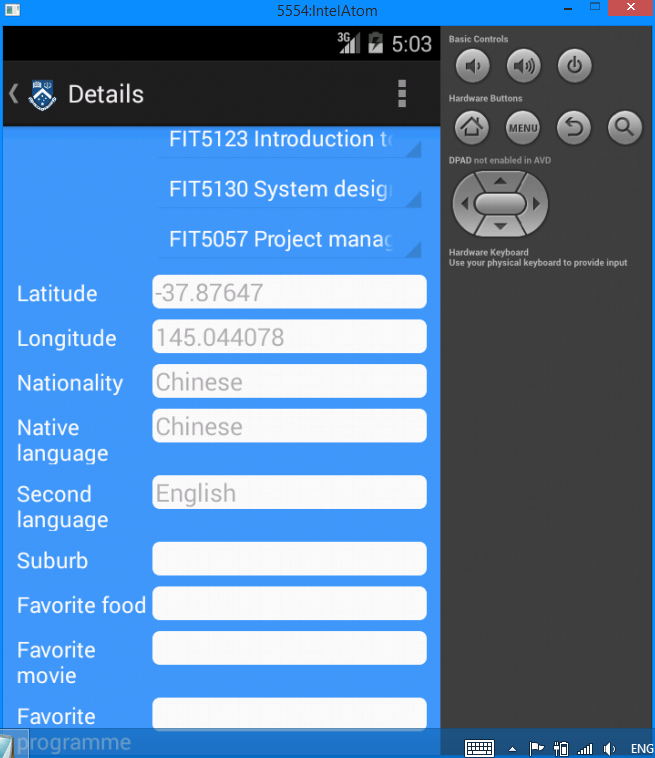 5554:IntelAtom
3G 5:03
Details
FIT5123 Introduction to
FIT5130 System desig
FIT5057 Project manag
Latitude -37.87647
Longitude 145.044078
Nationality Chinese
Native language Chinese
Second language English
Suburb
Favorite food
Favorite movie
Favorite programme
Basic Controls
Hardware Buttons
MENU
DPAD not enabled in AVD
Hardware Keyboard
Use your physical keyboard to provide input
ENG